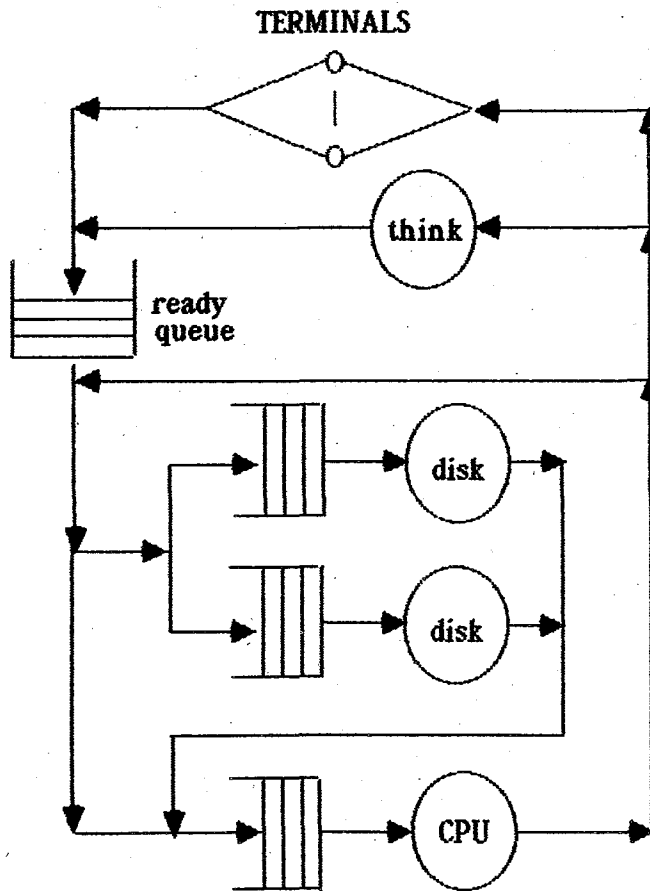 TERMINALS
think
ready
queue
disk
disk
CPU